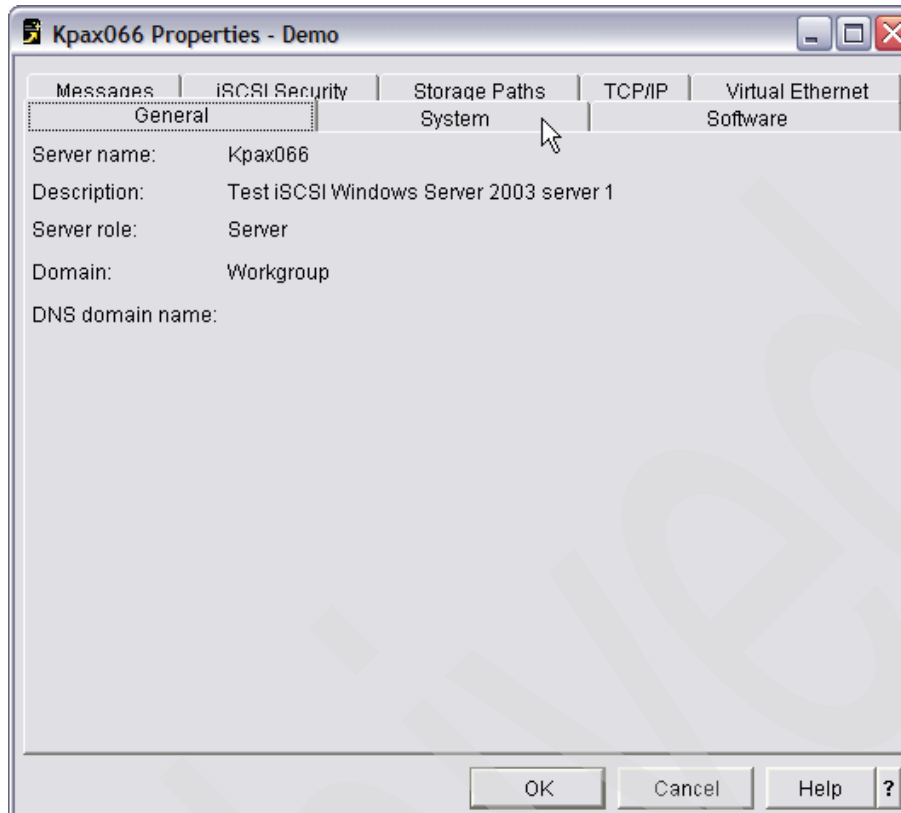 Kpax066 Properties - Demo
Messages iSCSI Security Storage Paths TCP/IP Virtual Ethernet
General System Software
Server name: Kpax066
Description: Test iSCSI Windows Server 2003 server 1
Server role: Server
Domain: Workgroup
DNS domain name:
OK Cancel Help ?